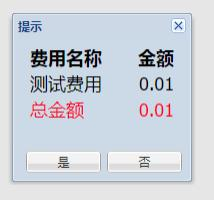 提示
费用名称 金额
测试费用 0.01
总金额 0.01
是 否